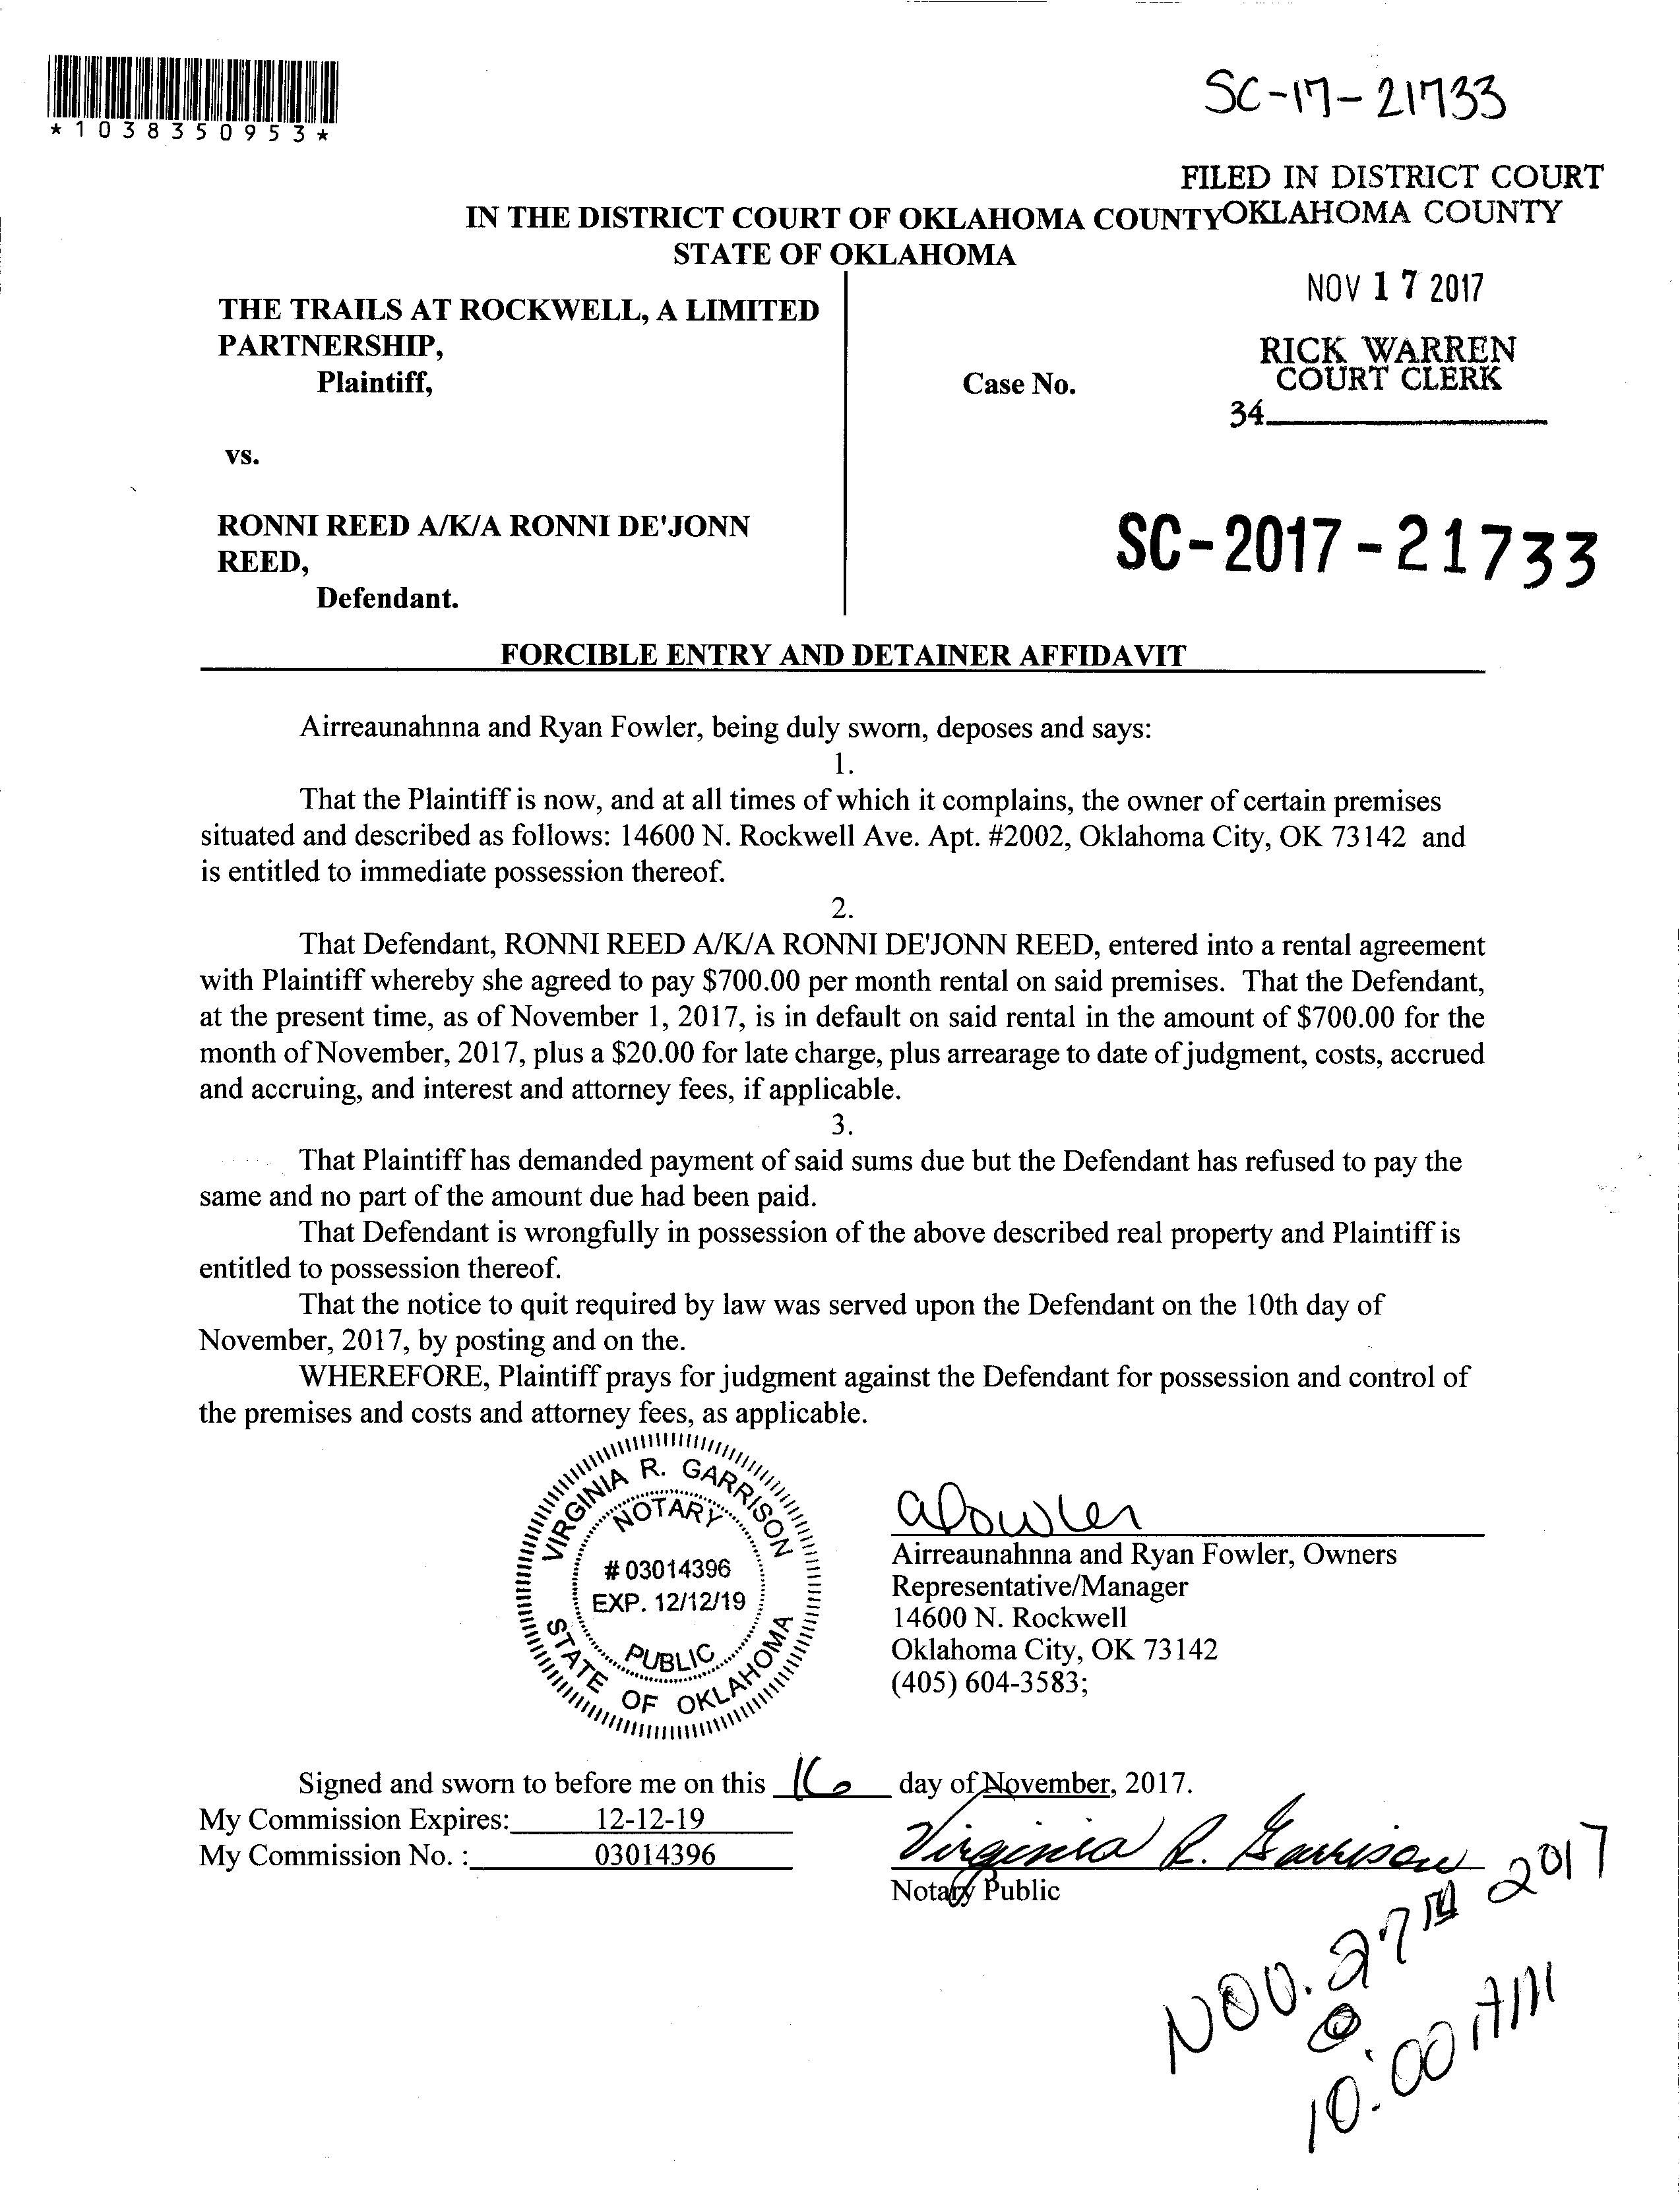 *1038350953*
SC-17-21733
FILED IN DISTRICT COURT
OKLAHOMA COUNTY
IN THE DISTRICT COURT OF OKLAHOMA COUNTY
STATE OF OKLAHOMA
NOV 17 2017
RICK WARREN
COURT CLERK
34
THE TRAILS AT ROCKWELL, A LIMITED
PARTNERSHIP,
Plaintiff,
Case No.
vs.
RONNI REED A/K/A RONNI DE'JONN
REED,
Defendant.
SC-2017-21733
FORCIBLE ENTRY AND DETAINER AFFIDAVIT
Airreaunahnna and Ryan Fowler, being duly sworn, deposes and says:
1.
That the Plaintiff is now, and at all times of which it complains, the owner of certain premises
situated and described as follows: 14600 N. Rockwell Ave. Apt. #2002, Oklahoma City, OK 73142 and
is entitled to immediate possession thereof.
2.
That Defendant, RONNI REED A/K/A RONNI DE'JONN REED, entered into a rental agreement
with Plaintiff whereby she agreed to pay $700.00 per month rental on said premises. That the Defendant,
at the present time, as of November 1, 2017, is in default on said rental in the amount of $700.00 for the
month of November, 2017, plus a $20.00 for late charge, plus arrearage to date of judgment, costs, accrued
and accruing, and interest and attorney fees, if applicable.
3.
That Plaintiff has demanded payment of said sums due but the Defendant has refused to pay the
same and no part of the amount due had been paid.
That Defendant is wrongfully in possession of the above described real property and Plaintiff is
entitled to possession thereof.
That the notice to quit required by law was served upon the Defendant on the 10th day of
November, 2017, by posting and on the.
WHEREFORE, Plaintiff prays for judgment against the Defendant for possession and control of
the premises and costs and attorney fees, as applicable.
VIRGINIA R. GARRISON
NOTARY
# 03014396
EXP. 12/12/19
PUBLIC
STATE OF OKLAHOMA
aFowler
Airreaunahnna and Ryan Fowler, Owners
Representative/Manager
14600 N. Rockwell
Oklahoma City, OK 73142
(405) 604-3583;
Signed and sworn to before me on this 16 day of November, 2017.
My Commission Expires: 12-12-19
My Commission No. : 03014396
Virginia R. Garrison
Notary Public
NOV. 27TH 2017
@
10:00 AM